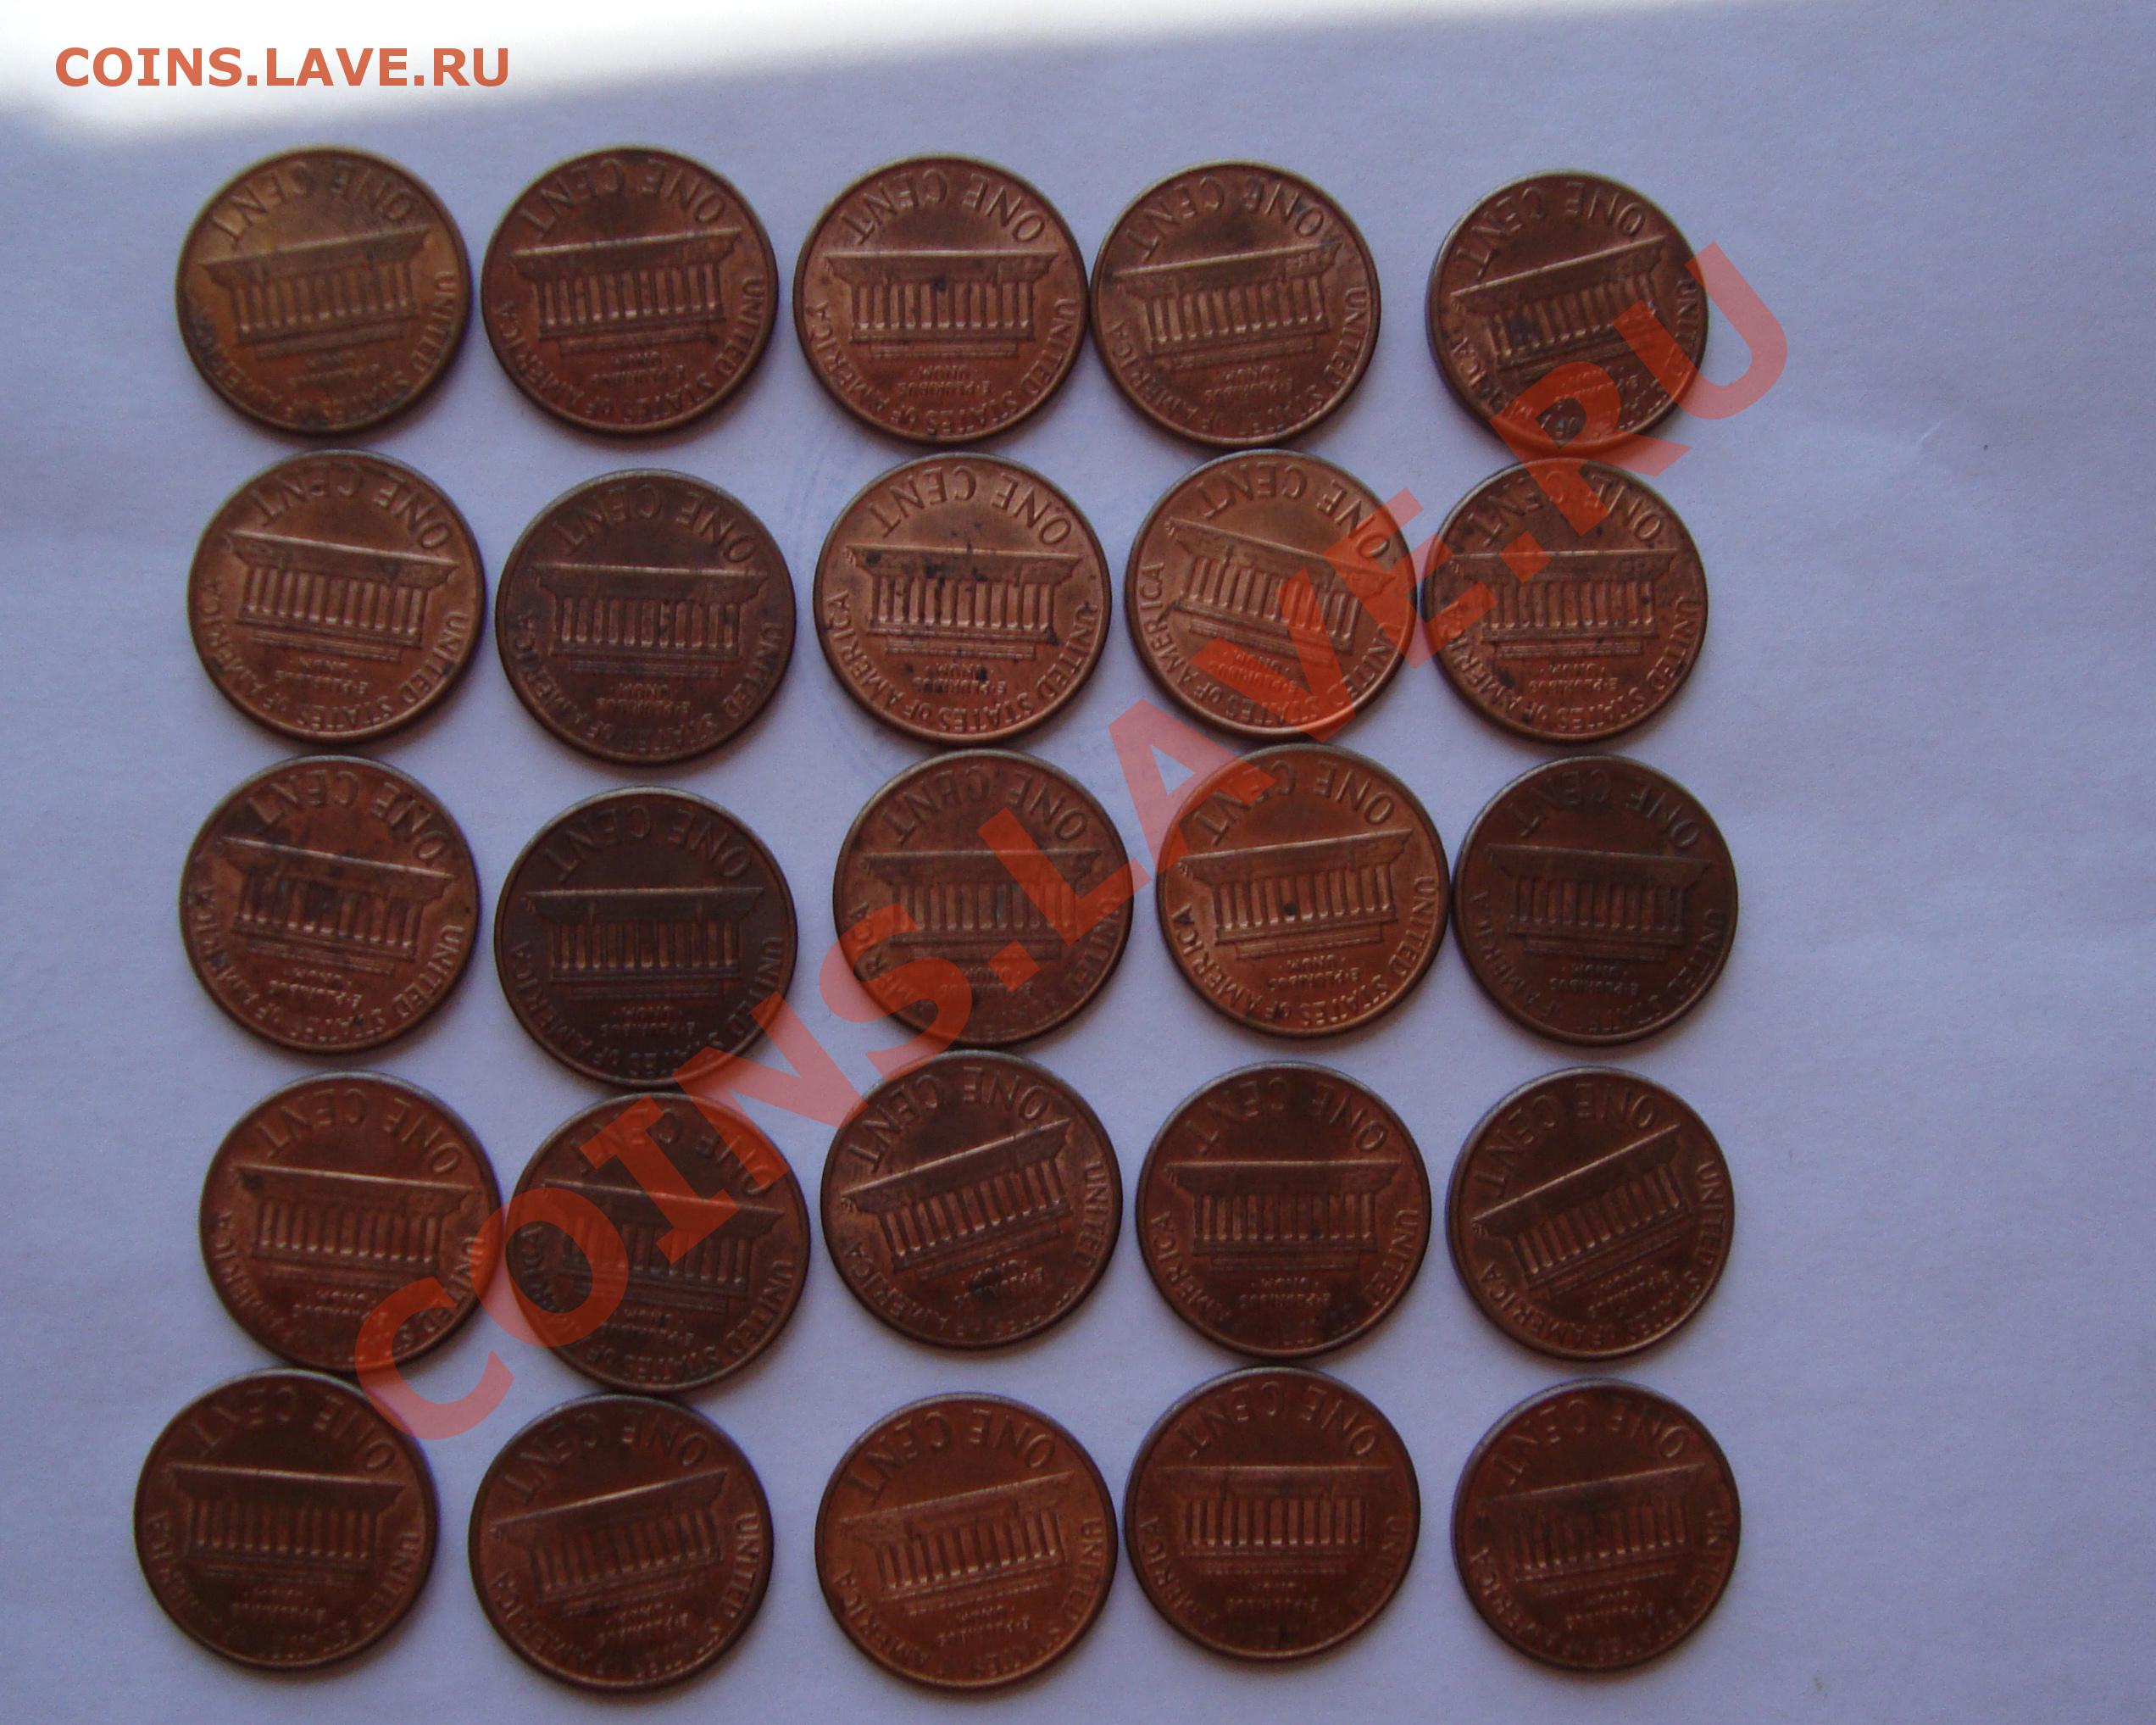 COINS.LAVE.RU
COINS.LAVE.RU
ONE CENT
UNITED STATES OF AMERICA
E·PLURIBUS
UNUM